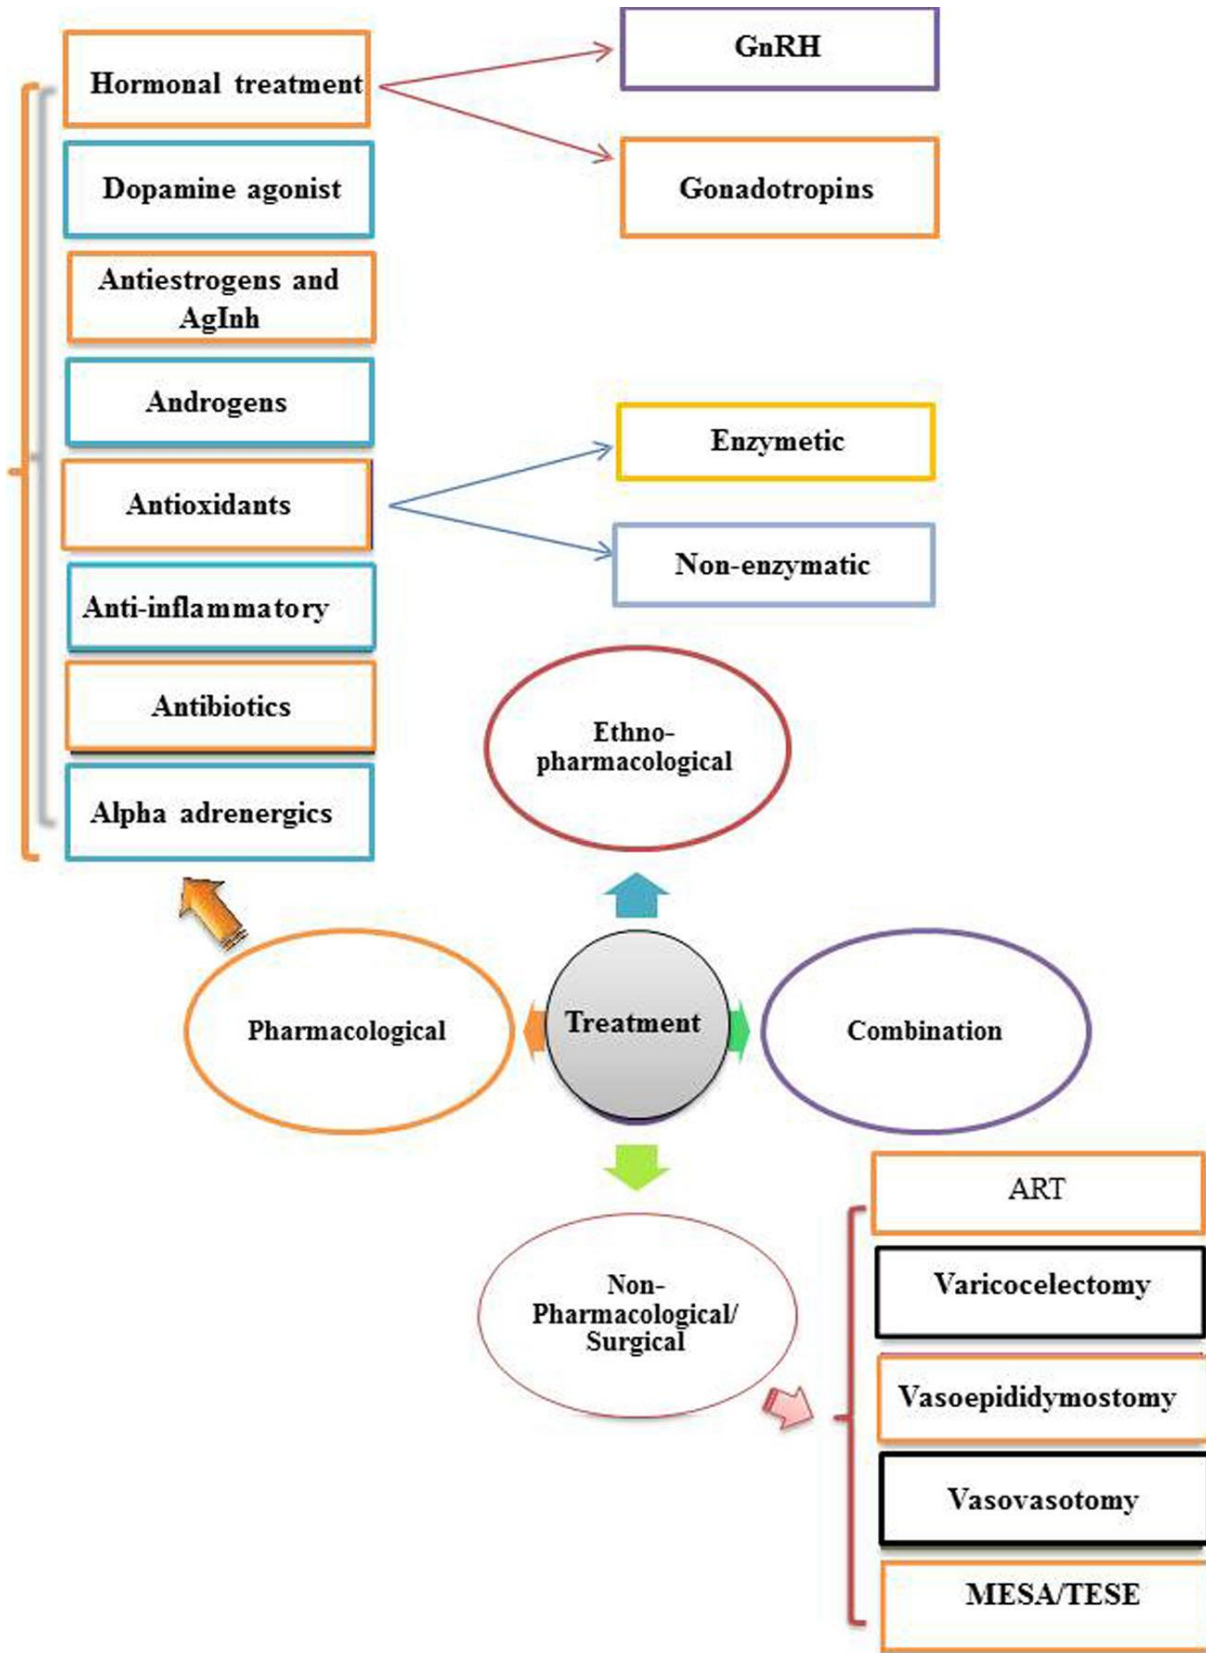 Hormonal treatment
GnRH
Gonadotropins
Dopamine agonist
Antiestrogens and
AgInh
Androgens
Antioxidants
Enzymetic
Non-enzymatic
Anti-inflammatory
Antibiotics
Alpha adrenergics
Ethno-
pharmacological
Pharmacological
Treatment
Combination
Non-
Pharmacological/
Surgical
ART
Varicocelectomy
Vasoepididymostomy
Vasovasotomy
MESA/TESE